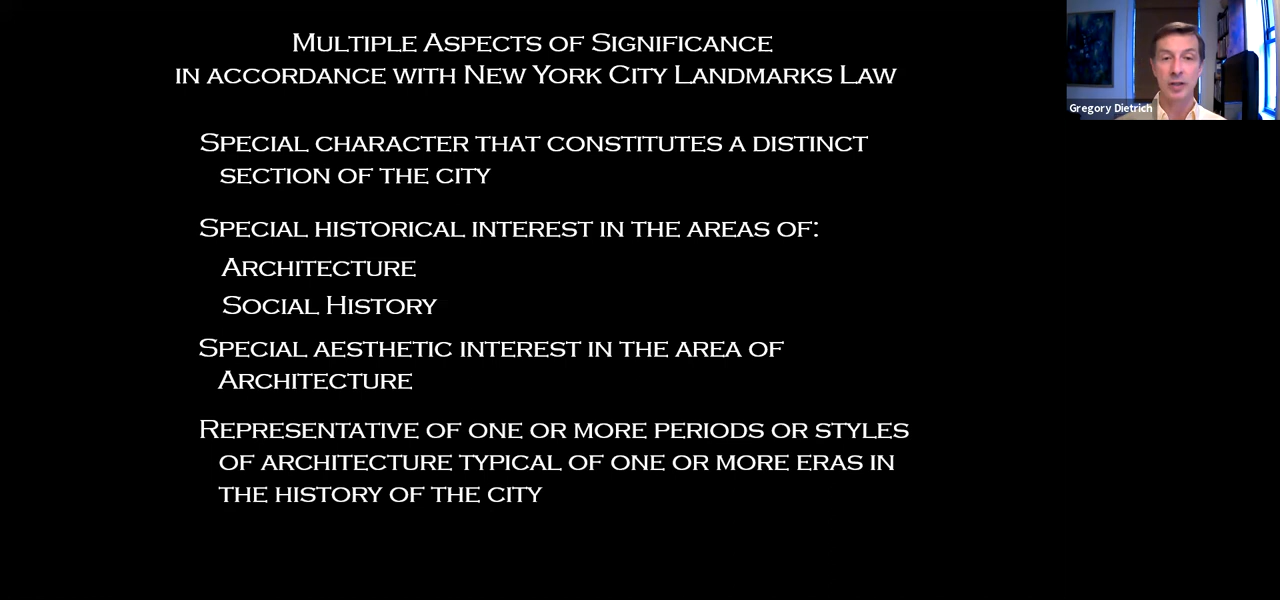 Multiple Aspects of Significance
in accordance with New York City Landmarks Law
Special character that constitutes a distinct
section of the city
Special historical interest in the areas of:
Architecture
Social History
Special aesthetic interest in the area of
Architecture
Representative of one or more periods or styles
of architecture typical of one or more eras in
the history of the city
Gregory Dietrich